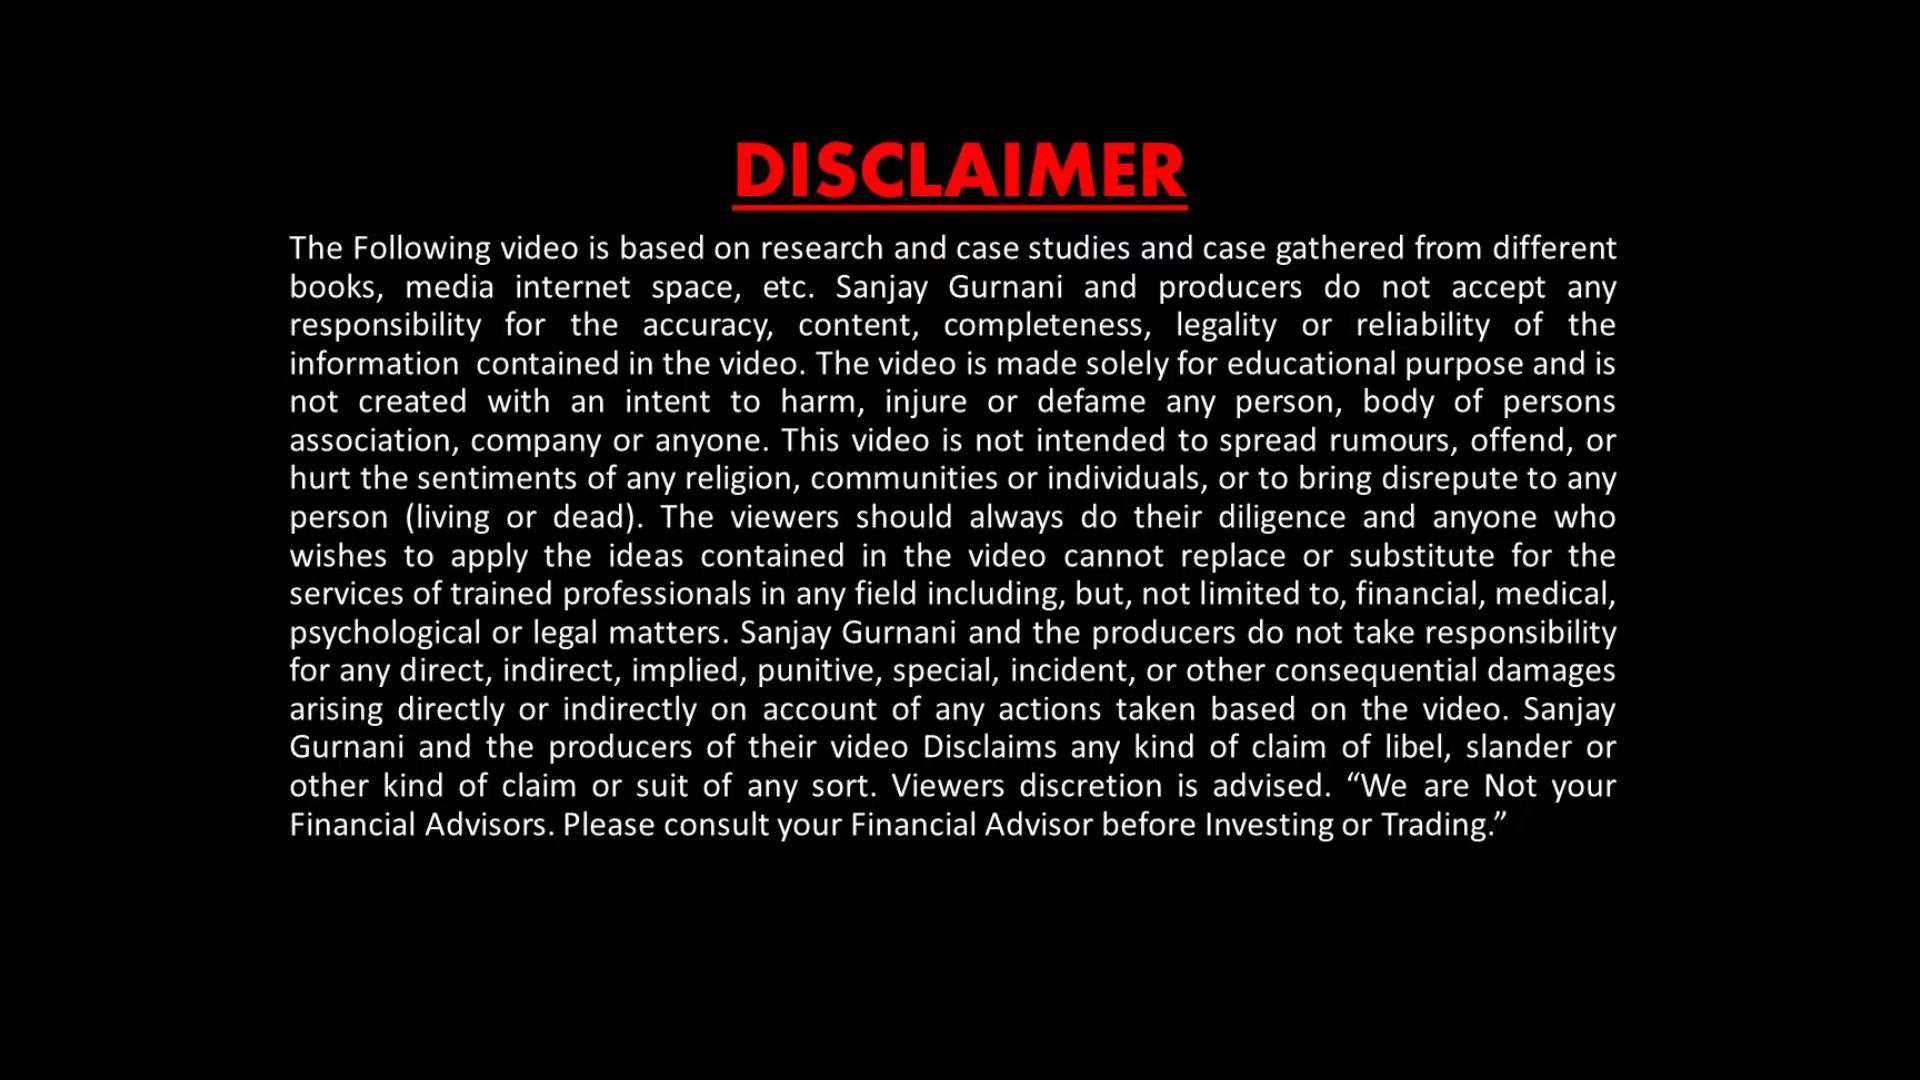 DISCLAIMER
The Following video is based on research and case studies and case gathered from different
books, media internet space, etc. Sanjay Gurnani and producers do not accept any
responsibility for the accuracy, content, completeness, legality or reliability of the
information contained in the video. The video is made solely for educational purpose and is
not created with an intent to harm, injure or defame any person, body of persons
association, company or anyone. This video is not intended to spread rumours, offend, or
hurt the sentiments of any religion, communities or individuals, or to bring disrepute to any
person (living or dead). The viewers should always do their diligence and anyone who
wishes to apply the ideas contained in the video cannot replace or substitute for the
services of trained professionals in any field including, but, not limited to, financial, medical,
psychological or legal matters. Sanjay Gurnani and the producers do not take responsibility
for any direct, indirect, implied, punitive, special, incident, or other consequential damages
arising directly or indirectly on account of any actions taken based on the video. Sanjay
Gurnani and the producers of their video Disclaims any kind of claim of libel, slander or
other kind of claim or suit of any sort. Viewers discretion is advised. “We are Not your
Financial Advisors. Please consult your Financial Advisor before Investing or Trading.”